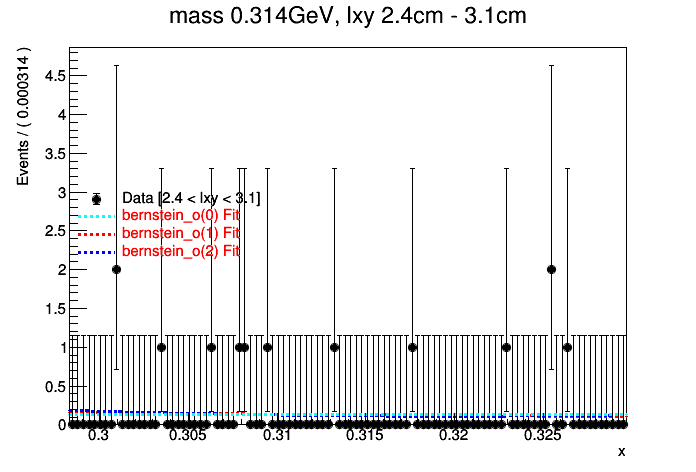 mass 0.314GeV, lxy 2.4cm - 3.1cm
Events / ( 0.000314 )
4.5
4
3.5
3
2.5
2
1.5
1
0.5
0
Data [2.4 < lxy < 3.1]
bernstein_o(0) Fit
bernstein_o(1) Fit
bernstein_o(2) Fit
0.3 0.305 0.31 0.315 0.32 0.325
x